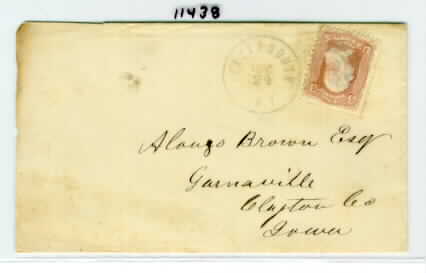 11438
Alonzo Brown Esq
Garnaville
Clayton Co
Iowa